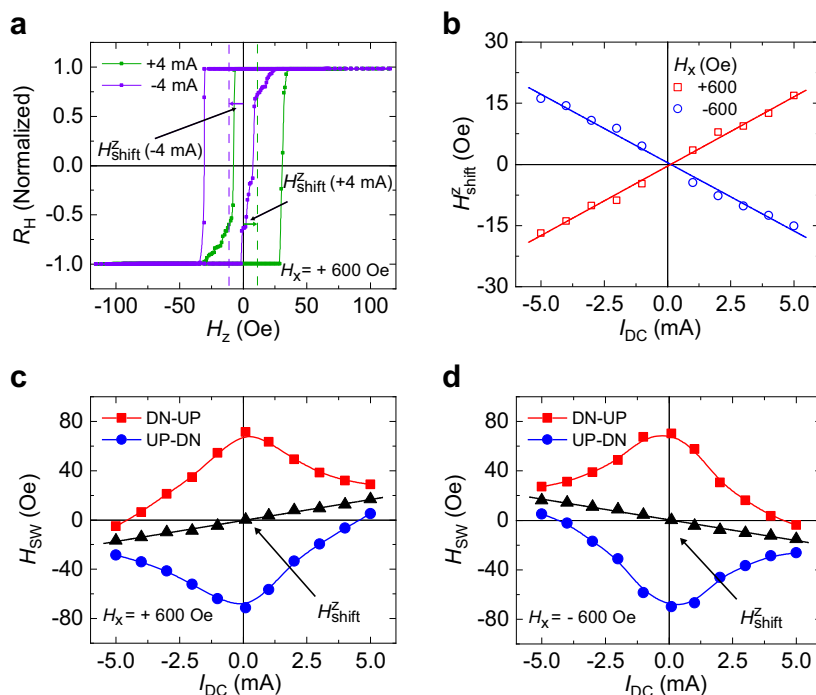 a
+4 mA
-4 mA
H^z_shift (-4 mA)
H^z_shift (+4 mA)
H_x = + 600 Oe
R_H (Normalized)
1.0
0.5
0.0
-0.5
-1.0
-100
-50
0
50
100
H_z (Oe)
b
H_x (Oe)
+600
-600
H^z_shift (Oe)
30
15
0
-15
-30
-5.0
-2.5
0.0
2.5
5.0
I_DC (mA)
c
DN-UP
UP-DN
H_SW (Oe)
80
40
0
-40
-80
H_x = + 600 Oe
H^z_shift
-5.0
-2.5
0.0
2.5
5.0
I_DC (mA)
d
DN-UP
UP-DN
H_SW (Oe)
80
40
0
-40
-80
H_x = - 600 Oe
H^z_shift
-5.0
-2.5
0.0
2.5
5.0
I_DC (mA)